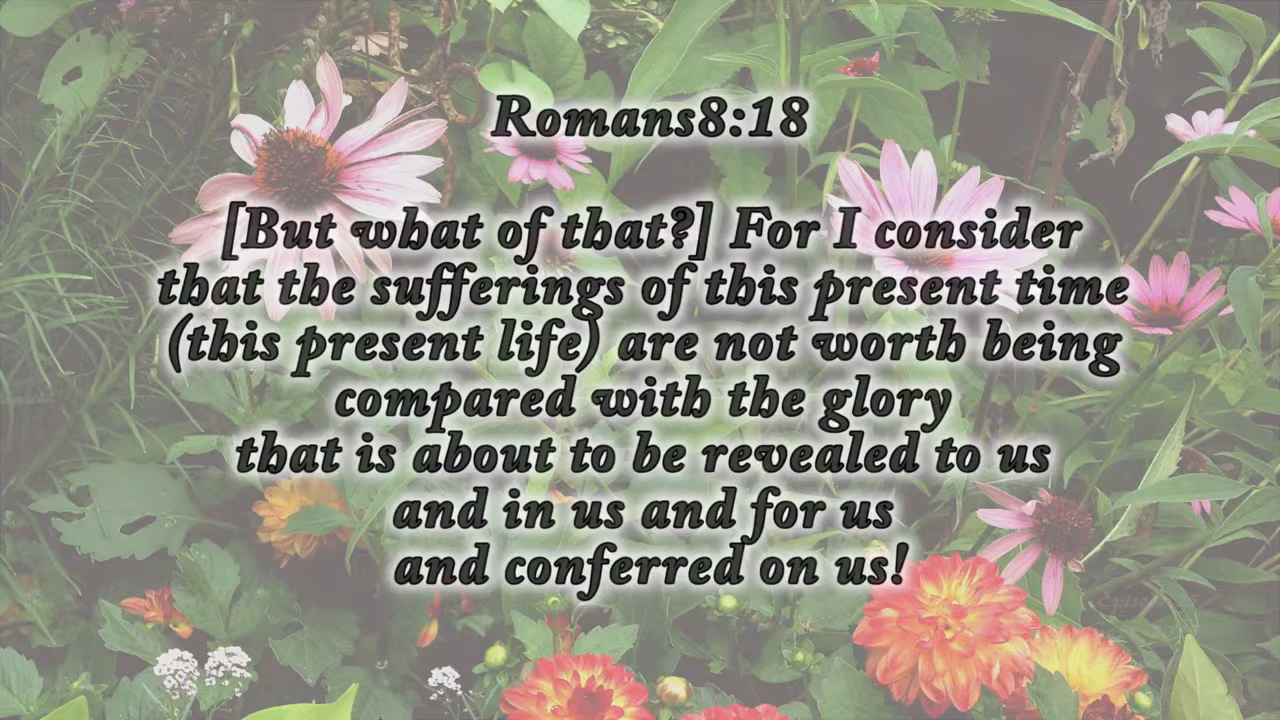 Romans8:18
[But what of that?] For I consider
that the sufferings of this present time
(this present life) are not worth being
compared with the glory
that is about to be revealed to us
and in us and for us
and conferred on us!